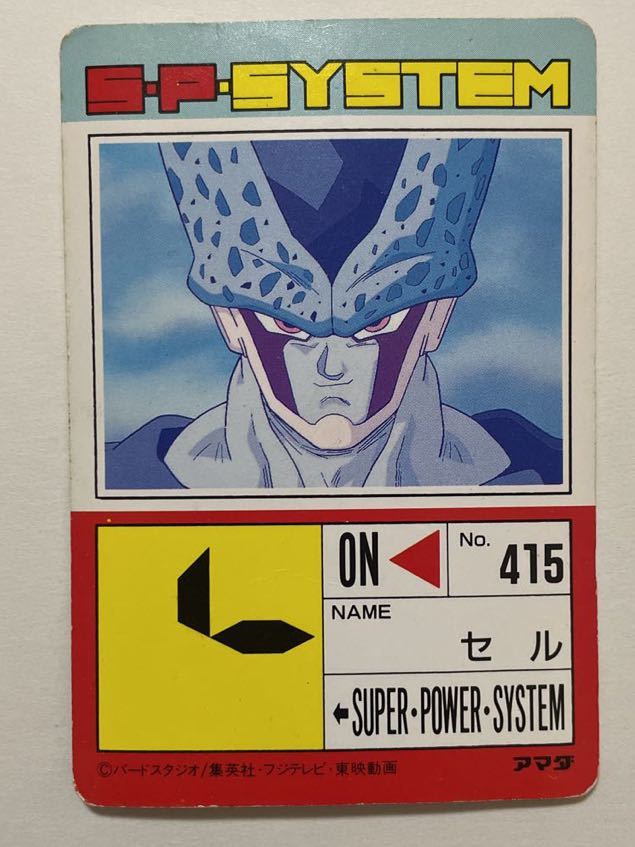 S·P·SYSTEM
ON
No. 415
NAME
セル
←SUPER·POWER·SYSTEM
©バードスタジオ/集英社・フジテレビ・東映動画
アマダ